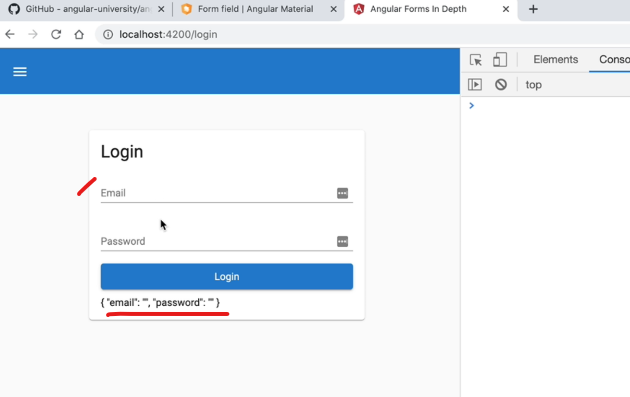 GitHub - angular-university/an
Form field | Angular Material
Angular Forms In Depth
localhost:4200/login
Elements
Conso
top
Login
Email
Password
Login
{ "email": "", "password": "" }